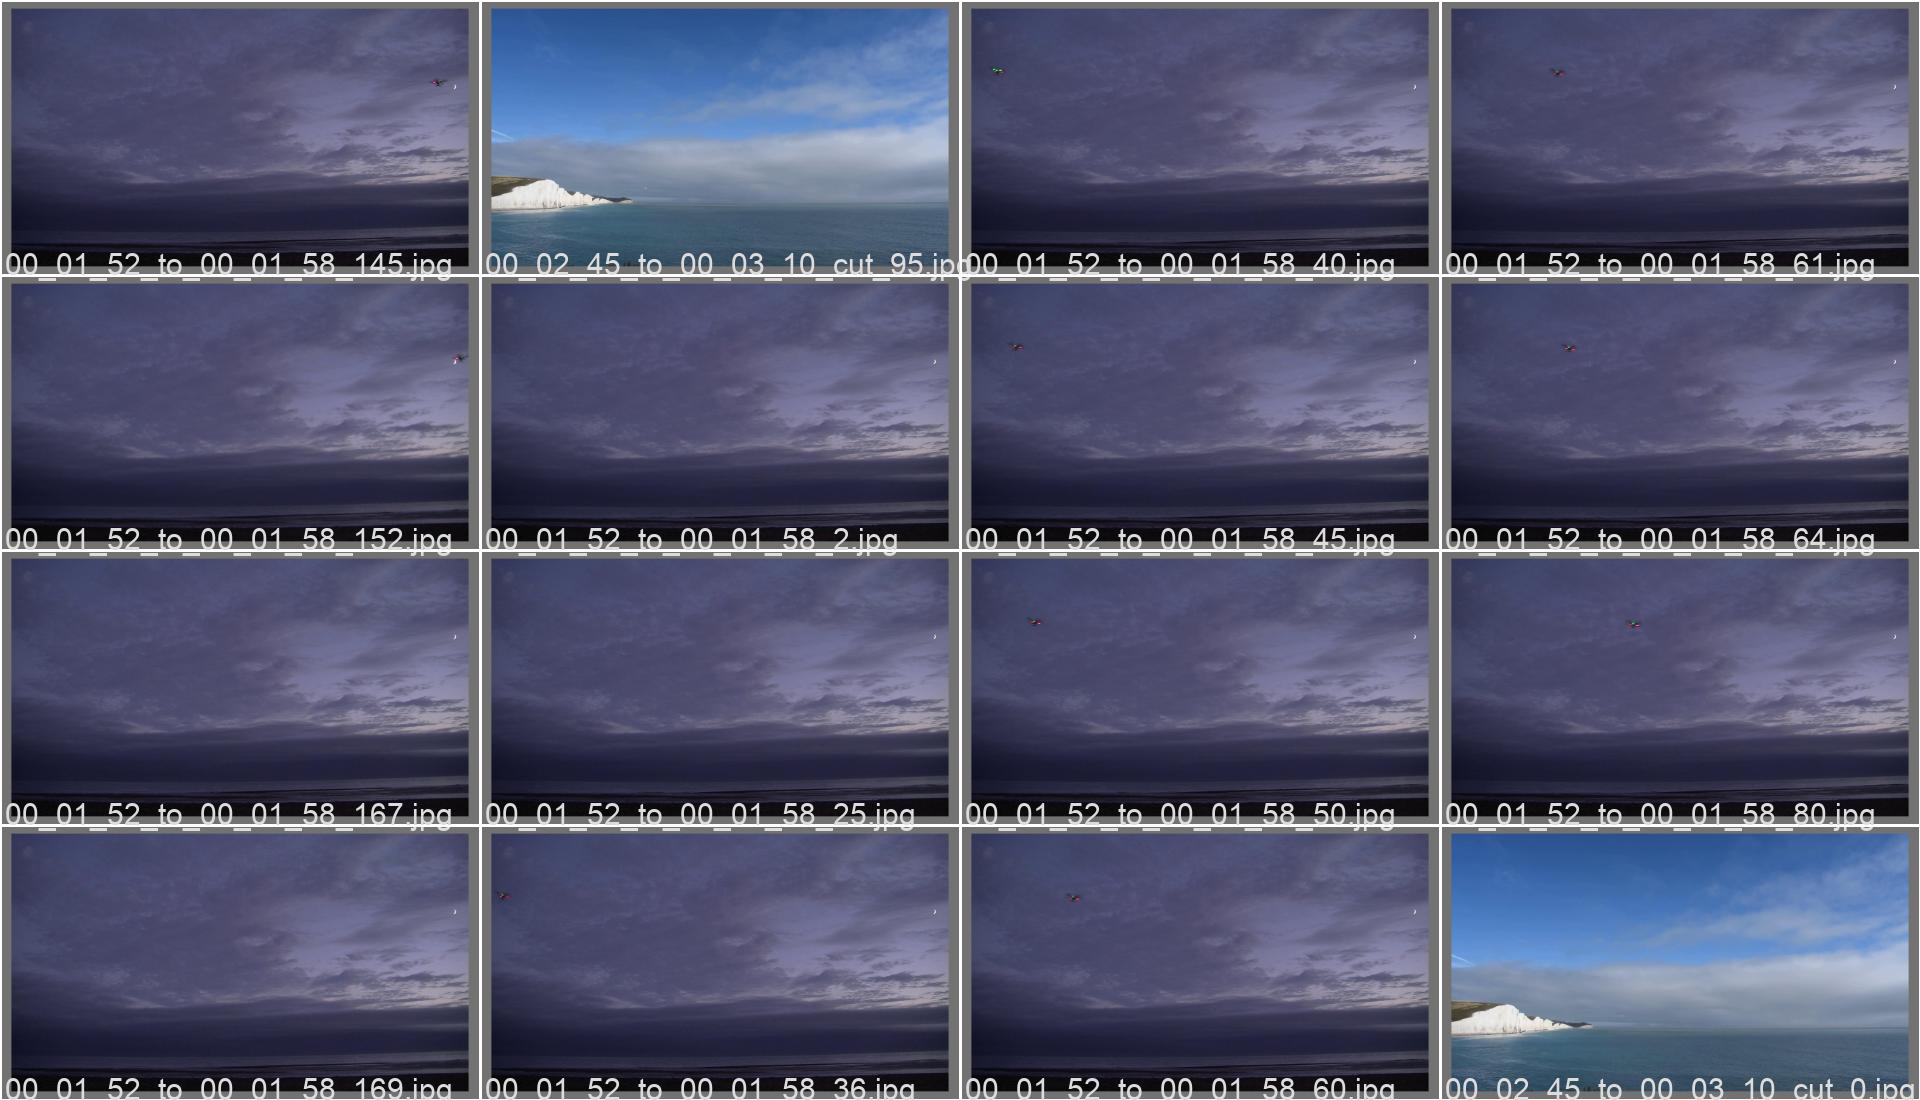 00_01_52_to_00_01_58_145.jpg
00_02_45_to_00_03_10_cut_95.jpg
00_01_52_to_00_01_58_40.jpg
00_01_52_to_00_01_58_61.jpg
00_01_52_to_00_01_58_152.jpg
00_01_52_to_00_01_58_2.jpg
00_01_52_to_00_01_58_45.jpg
00_01_52_to_00_01_58_64.jpg
00_01_52_to_00_01_58_167.jpg
00_01_52_to_00_01_58_25.jpg
00_01_52_to_00_01_58_50.jpg
00_01_52_to_00_01_58_80.jpg
00_01_52_to_00_01_58_169.jpg
00_01_52_to_00_01_58_36.jpg
00_01_52_to_00_01_58_60.jpg
00_02_45_to_00_03_10_cut_0.jpg